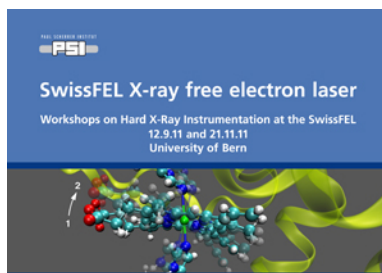 PAUL SCHERRER INSTITUT
PSI
SwissFEL X-ray free electron laser
Workshops on Hard X-Ray Instrumentation at the SwissFEL
12.9.11 and 21.11.11
University of Bern
2
1